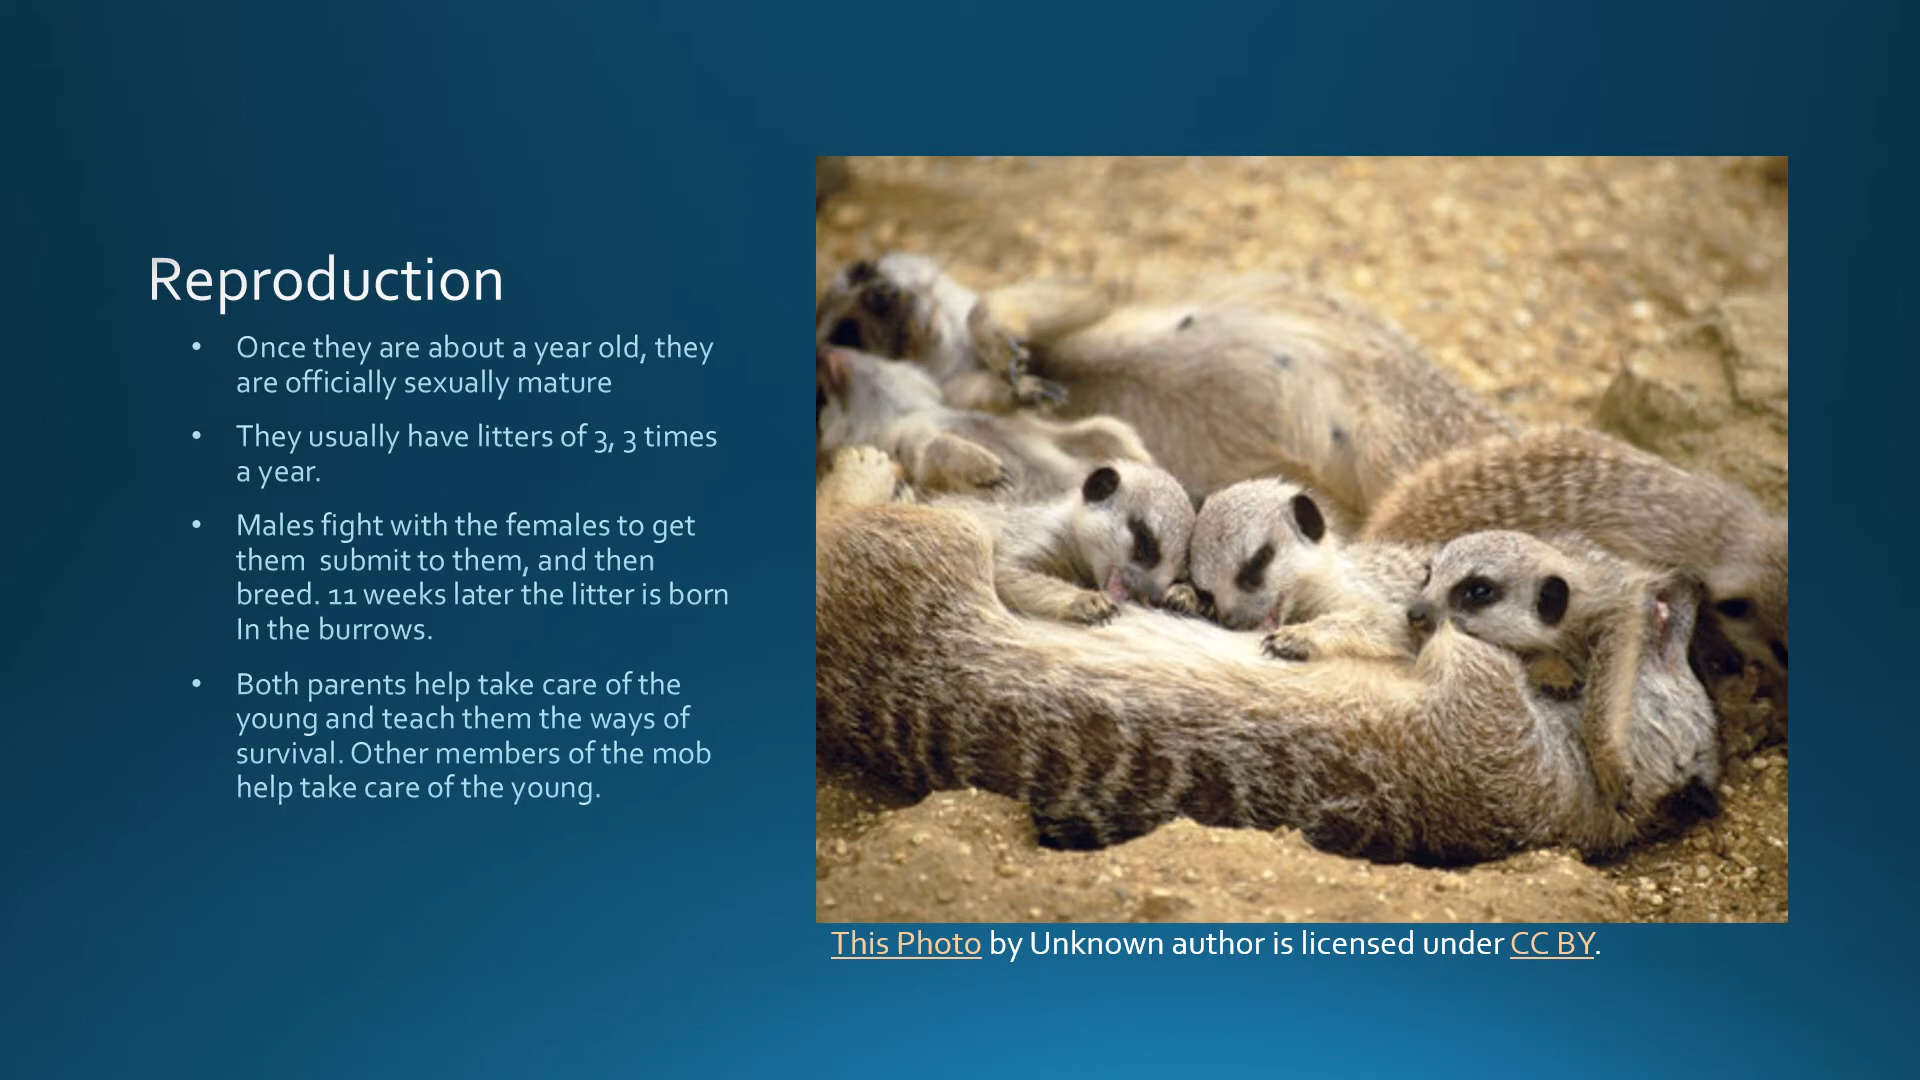 Reproduction
• Once they are about a year old, they
are officially sexually mature
• They usually have litters of 3, 3 times
a year.
• Males fight with the females to get
them  submit to them, and then
breed. 11 weeks later the litter is born
In the burrows.
• Both parents help take care of the
young and teach them the ways of
survival. Other members of the mob
help take care of the young.
This Photo by Unknown author is licensed under CC BY.